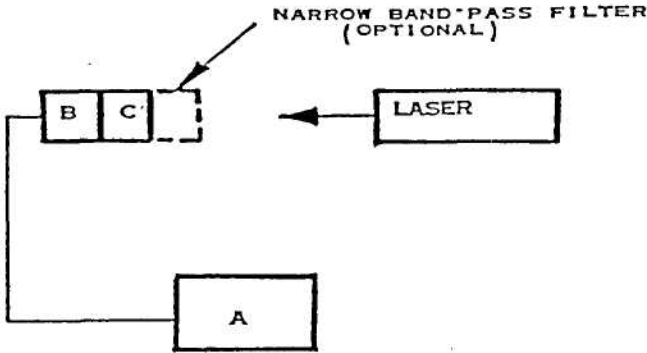 NARROW BAND-PASS FILTER
(OPTIONAL)
B C LASER
A